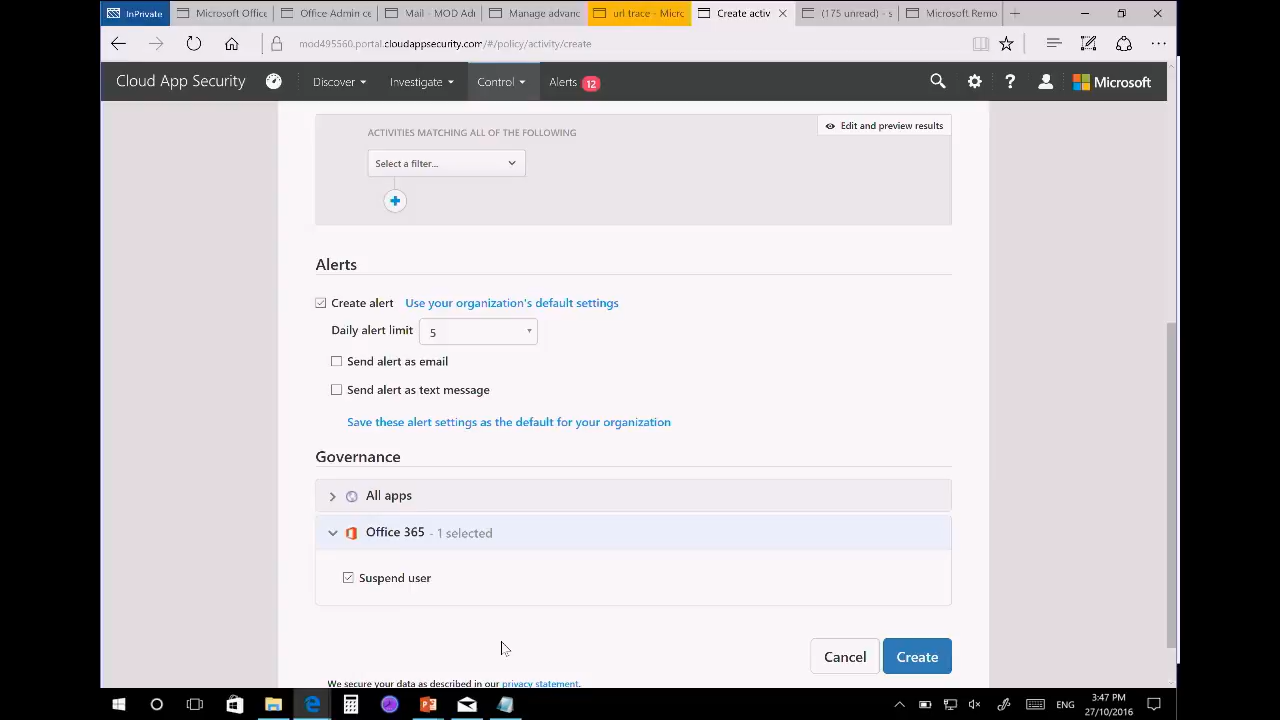 InPrivate
Microsoft Office
Office Admin ce
Mail - MOD Ad
Manage advanc
url trace - Micro
Create activ
(175 unread) - s
Microsoft Remo
mod495560.portal.cloudappsecurity.com/#/policy/activity/create
Cloud App Security
Discover
Investigate
Control
Alerts 12
Microsoft
ACTIVITIES MATCHING ALL OF THE FOLLOWING
Edit and preview results
Select a filter...
Alerts
Create alert Use your organization's default settings
Daily alert limit 5
Send alert as email
Send alert as text message
Save these alert settings as the default for your organization
Governance
All apps
Office 365 - 1 selected
Suspend user
Cancel
Create
We secure your data as described in our privacy statement.
ENG
3:47 PM
27/10/2016